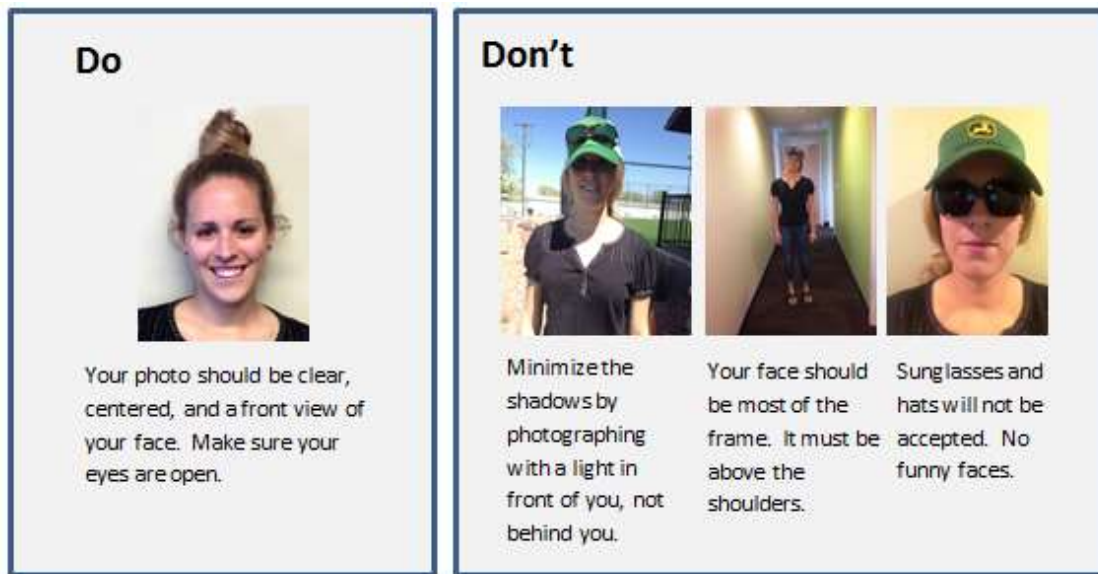 Do
Your photo should be clear,
centered, and a front view of
your face. Make sure your
eyes are open.
Don't
Minimize the
shadows by
photographing
with a light in
front of you, not
behind you.
Your face should
be most of the
frame. It must be
above the
shoulders.
Sunglasses and
hats will not be
accepted. No
funny faces.